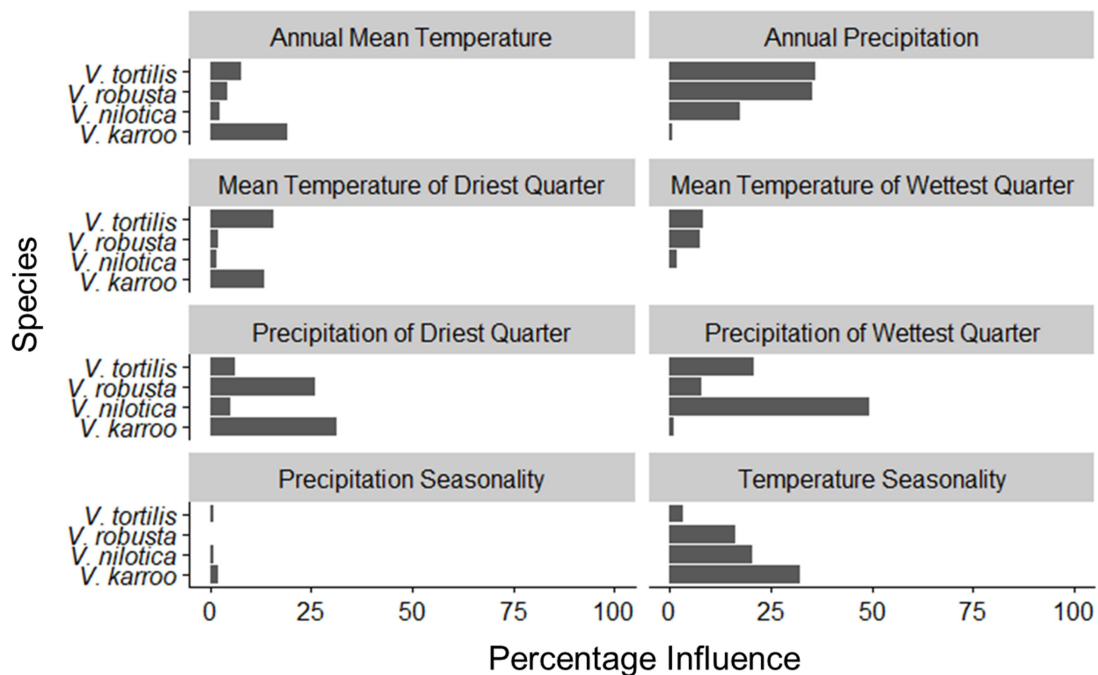 Annual Mean Temperature
Annual Precipitation
V. tortilis
V. robusta
V. nilotica
V. karroo
Mean Temperature of Driest Quarter
Mean Temperature of Wettest Quarter
V. tortilis
V. robusta
V. nilotica
V. karroo
Species
Precipitation of Driest Quarter
Precipitation of Wettest Quarter
V. tortilis
V. robusta
V. nilotica
V. karroo
Precipitation Seasonality
Temperature Seasonality
V. tortilis
V. robusta
V. nilotica
V. karroo
0 25 50 75 100
0 25 50 75 100
Percentage Influence